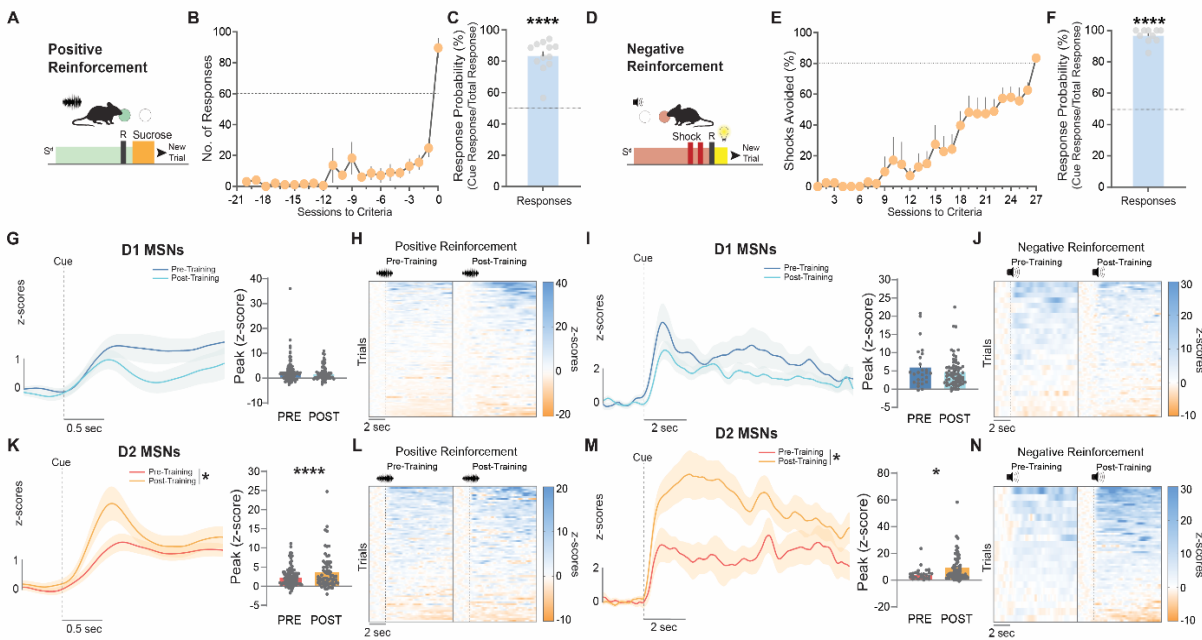 A
Positive
Reinforcement
R
Sucrose
Sᵈ
New
Trial
B
No. of Responses
100
80
60
40
20
0
-21 -18 -15 -12 -9 -6 -3 0
Sessions to Criteria
C
****
Response Probability (%)
(Cue Response/Total Response)
100
80
60
40
20
0
Responses
D
Negative
Reinforcement
Shock R
Sᵈ
New
Trial
E
Shocks Avoided (%)
100
80
60
40
20
0
3 6 9 12 15 18 21 24 27
Sessions to Criteria
F
****
Response Probability (%)
(Cue Response/Total Response)
100
80
60
40
20
0
Responses
G
D1 MSNs
Cue
Pre-Training
Post-Training
z-scores
1
0
0.5 sec
Peak (z-score)
40
30
20
10
0
-10
PRE POST
H
Positive Reinforcement
Pre-Training Post-Training
Trials
2 sec
40
20
0
-20
z-scores
I
D1 MSNs
Cue
Pre-Training
Post-Training
z-scores
2
0
2 sec
Peak (z-score)
30
25
20
15
10
5
0
-5
PRE POST
J
Negative Reinforcement
Pre-Training Post-Training
Trials
2 sec
30
20
10
0
-10
z-scores
K
D2 MSNs
Cue
Pre-Training
Post-Training
*
z-scores
1
0
0.5 sec
****
Peak (z-score)
30
25
20
15
10
5
0
-5
PRE POST
L
Positive Reinforcement
Pre-Training Post-Training
Trials
2 sec
20
10
0
-10
z-scores
M
D2 MSNs
Cue
Pre-Training
Post-Training
*
z-scores
2
0
2 sec
*
Peak (z-score)
80
60
40
20
0
-20
PRE POST
N
Negative Reinforcement
Pre-Training Post-Training
Trials
2 sec
30
20
10
0
-10
z-scores